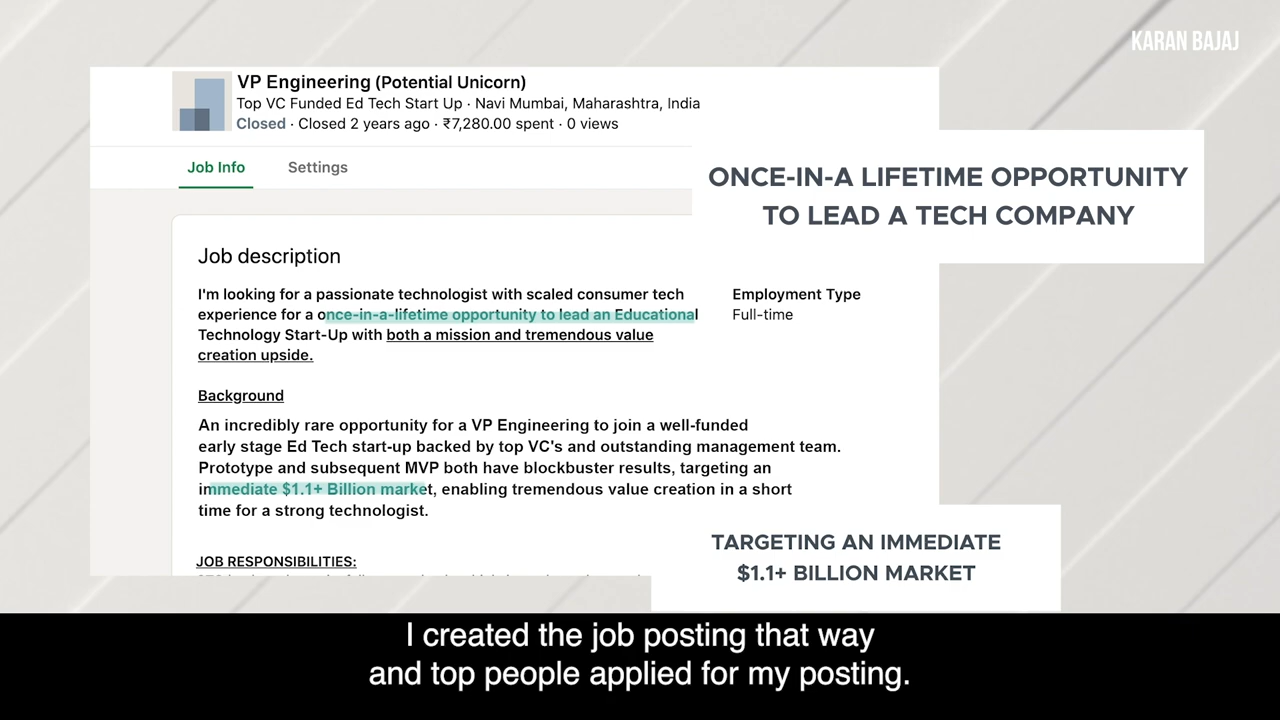 KARAN BAJAJ
VP Engineering (Potential Unicorn)
Top VC Funded Ed Tech Start Up · Navi Mumbai, Maharashtra, India
Closed · Closed 2 years ago · ₹7,280.00 spent · 0 views
Job Info
Settings
ONCE-IN-A LIFETIME OPPORTUNITY
TO LEAD A TECH COMPANY
Job description
I'm looking for a passionate technologist with scaled consumer tech
experience for a once-in-a-lifetime opportunity to lead an Educational
Technology Start-Up with both a mission and tremendous value
creation upside.
Employment Type
Full-time
Background
An incredibly rare opportunity for a VP Engineering to join a well-funded
early stage Ed Tech start-up backed by top VC's and outstanding management team.
Prototype and subsequent MVP both have blockbuster results, targeting an
immediate $1.1+ Billion market, enabling tremendous value creation in a short
time for a strong technologist.
TARGETING AN IMMEDIATE
$1.1+ BILLION MARKET
JOB RESPONSIBILITIES:
I created the job posting that way
and top people applied for my posting.